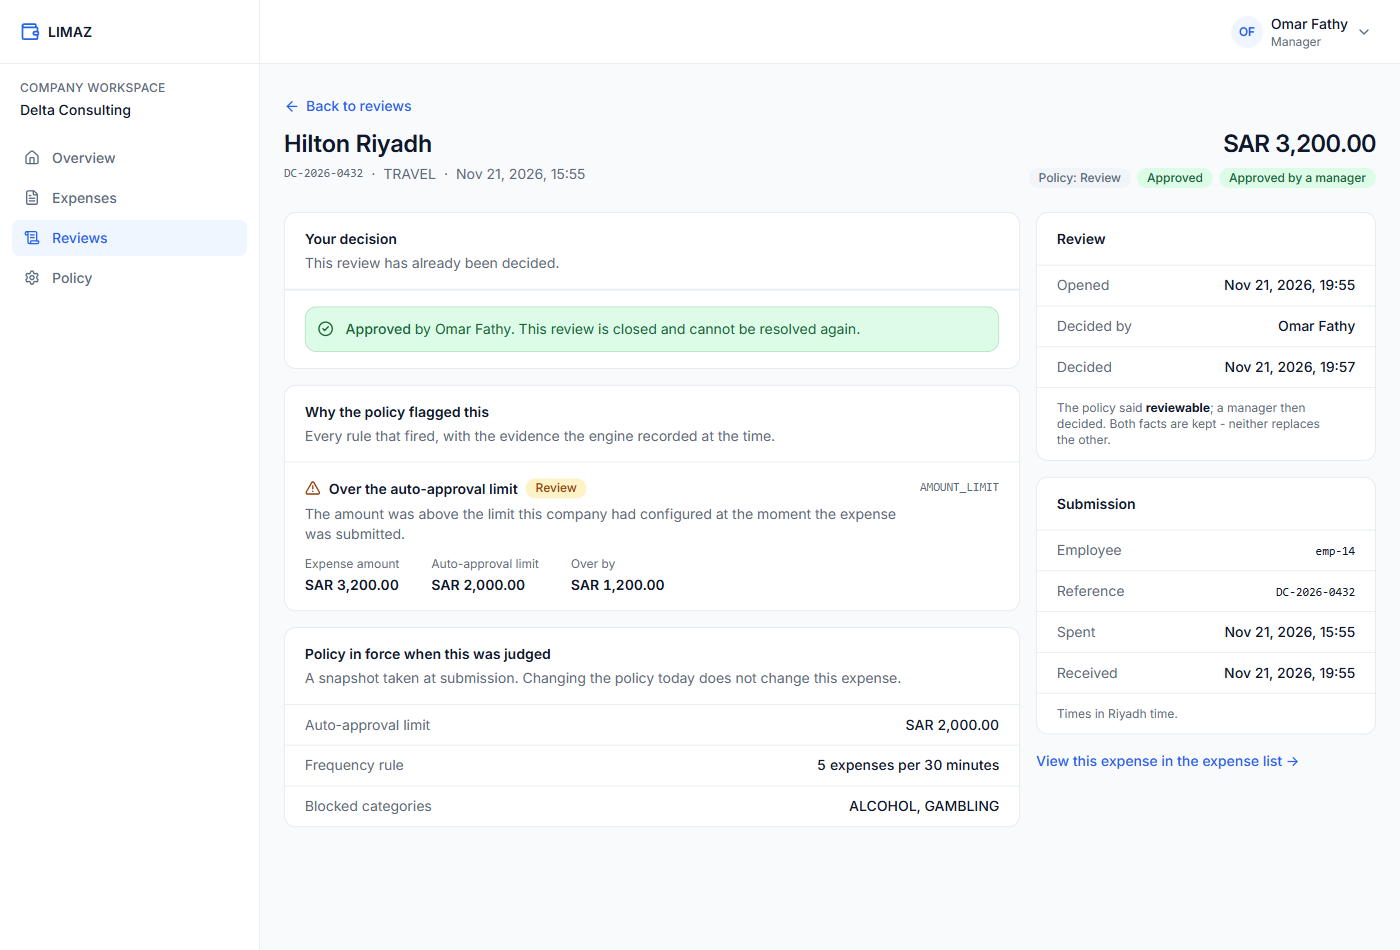 LIMAZ
OF
Omar Fathy
Manager
COMPANY WORKSPACE
Delta Consulting
Overview
Expenses
Reviews
Policy
← Back to reviews
Hilton Riyadh
SAR 3,200.00
DC-2026-0432 · TRAVEL · Nov 21, 2026, 15:55
Policy: Review
Approved
Approved by a manager
Your decision
This review has already been decided.
Approved by Omar Fathy. This review is closed and cannot be resolved again.
Why the policy flagged this
Every rule that fired, with the evidence the engine recorded at the time.
Over the auto-approval limit
Review
AMOUNT_LIMIT
The amount was above the limit this company had configured at the moment the expense
was submitted.
Expense amount
Auto-approval limit
Over by
SAR 3,200.00
SAR 2,000.00
SAR 1,200.00
Policy in force when this was judged
A snapshot taken at submission. Changing the policy today does not change this expense.
Auto-approval limit
SAR 2,000.00
Frequency rule
5 expenses per 30 minutes
Blocked categories
ALCOHOL, GAMBLING
Review
Opened
Nov 21, 2026, 19:55
Decided by
Omar Fathy
Decided
Nov 21, 2026, 19:57
The policy said reviewable; a manager then
decided. Both facts are kept - neither replaces
the other.
Submission
Employee
emp-14
Reference
DC-2026-0432
Spent
Nov 21, 2026, 15:55
Received
Nov 21, 2026, 19:55
Times in Riyadh time.
View this expense in the expense list →